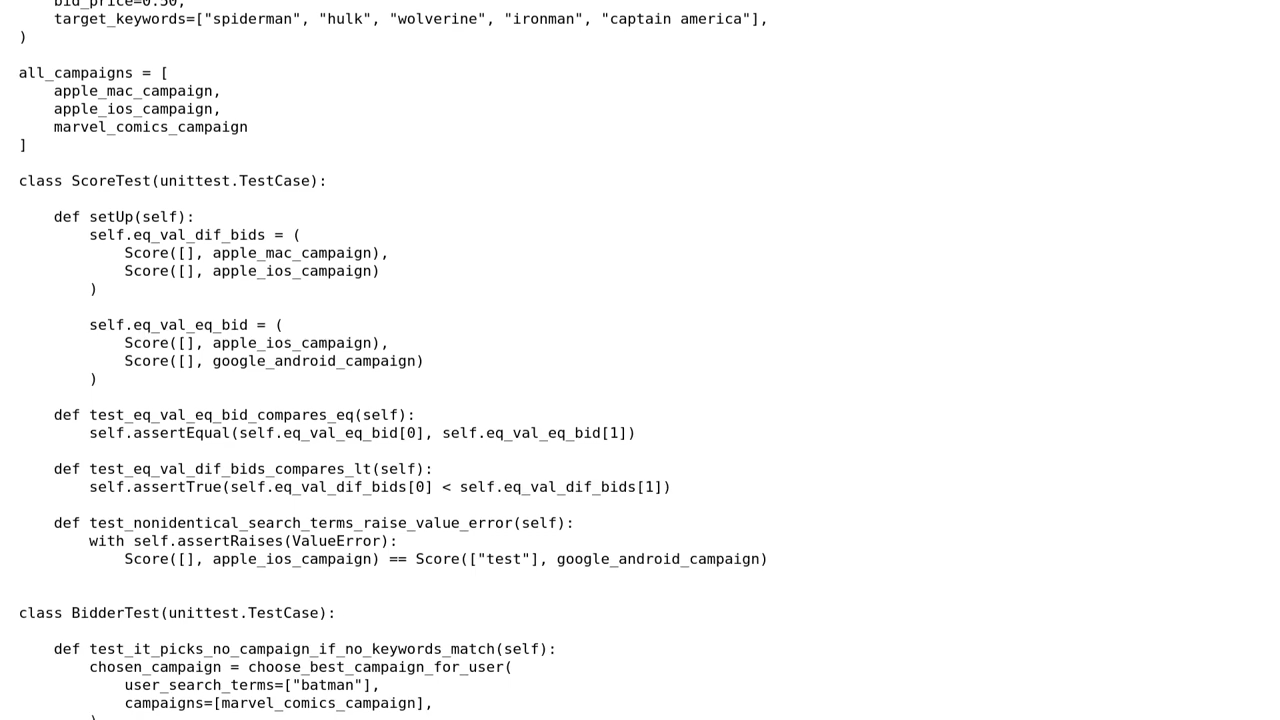 bid_price=0.50,
    target_keywords=["spiderman", "hulk", "wolverine", "ironman", "captain america"],
)

all_campaigns = [
    apple_mac_campaign,
    apple_ios_campaign,
    marvel_comics_campaign
]

class ScoreTest(unittest.TestCase):

    def setUp(self):
        self.eq_val_dif_bids = (
            Score([], apple_mac_campaign),
            Score([], apple_ios_campaign)
        )

        self.eq_val_eq_bid = (
            Score([], apple_ios_campaign),
            Score([], google_android_campaign)
        )

    def test_eq_val_eq_bid_compares_eq(self):
        self.assertEqual(self.eq_val_eq_bid[0], self.eq_val_eq_bid[1])

    def test_eq_val_dif_bids_compares_lt(self):
        self.assertTrue(self.eq_val_dif_bids[0] < self.eq_val_dif_bids[1])

    def test_nonidentical_search_terms_raise_value_error(self):
        with self.assertRaises(ValueError):
            Score([], apple_ios_campaign) == Score(["test"], google_android_campaign)


class BidderTest(unittest.TestCase):

    def test_it_picks_no_campaign_if_no_keywords_match(self):
        chosen_campaign = choose_best_campaign_for_user(
            user_search_terms=["batman"],
            campaigns=[marvel_comics_campaign],
        )